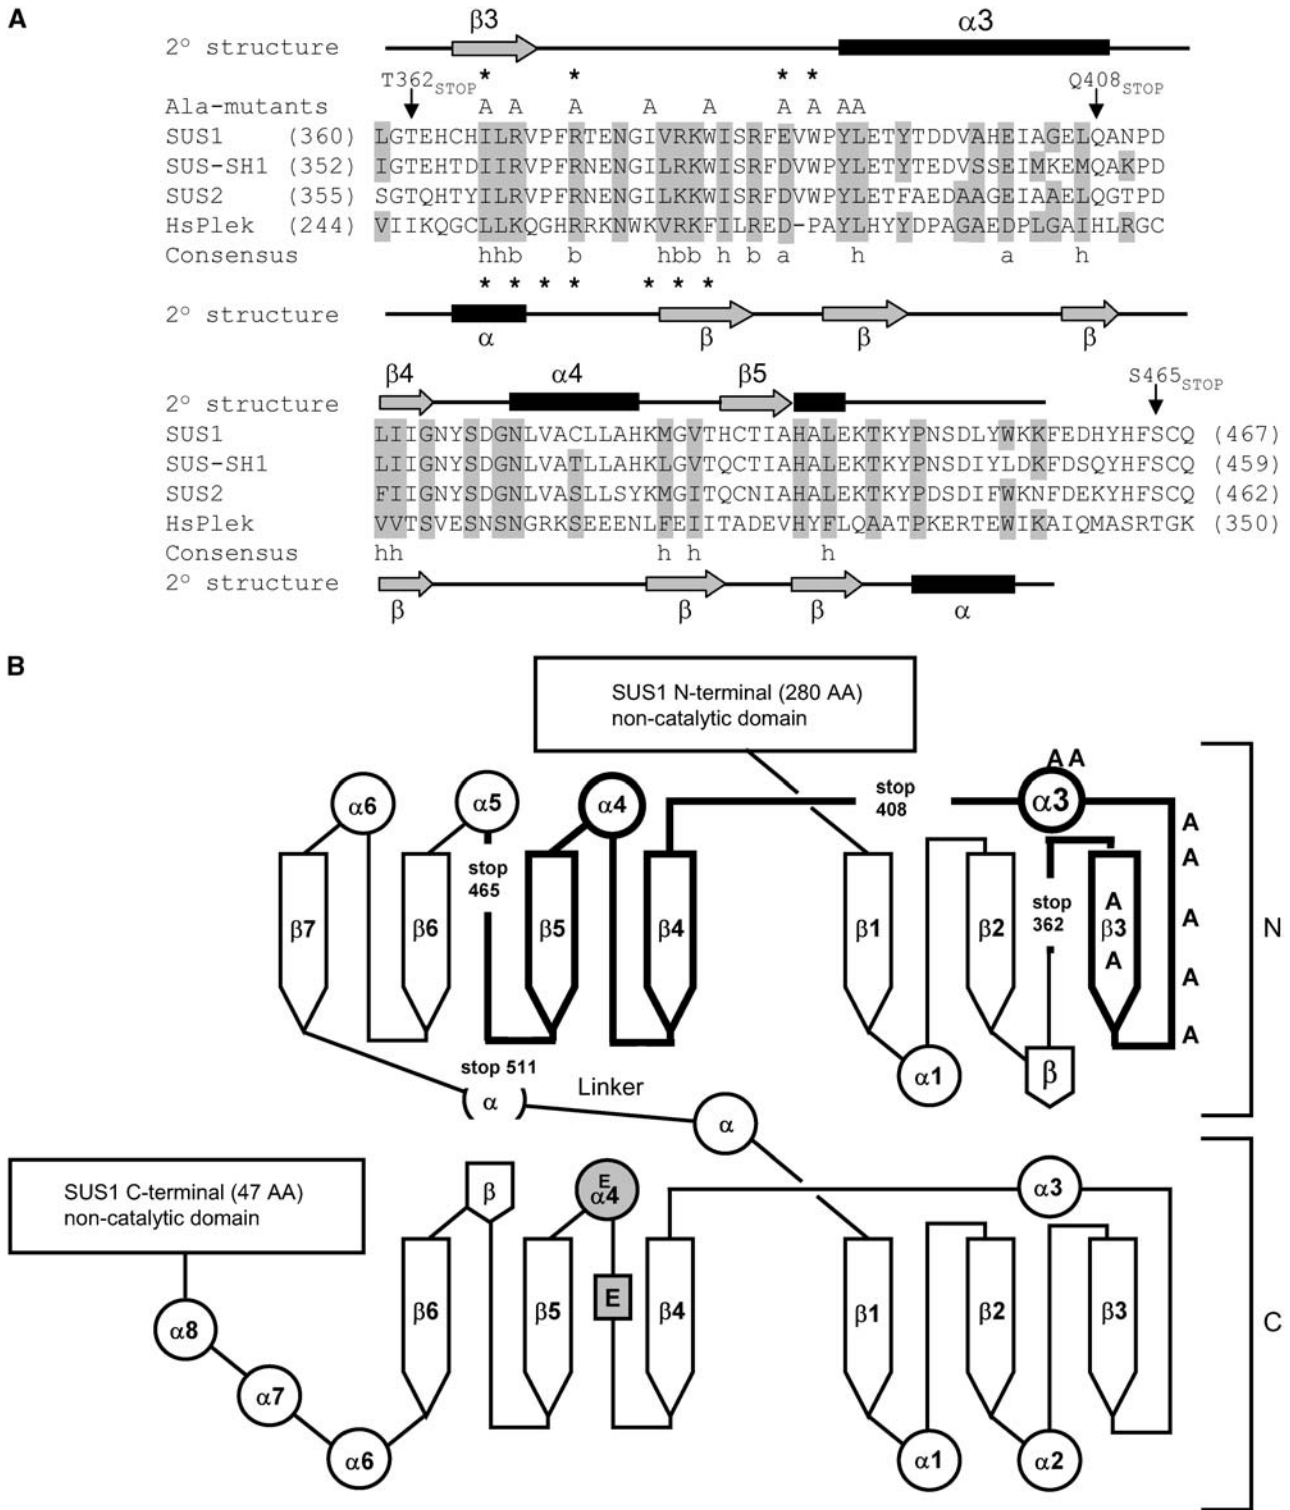 A
β3 α3
2° structure
* * * *
T362STOP Q408STOP
Ala-mutants A A A A A A A AA
SUS1 (360) LGTEHCHILRVPFRTENGIVRKWISRFEVWPYLETYTDDVAHEIAGELQANPD
SUS-SH1 (352) IGTEHTDIIRVPFRNENGILRKWISRFDVWPYLETYTEDVSSEIMKEMQAKPD
SUS2 (355) SGTQHTYILRVPFRNENGILKKWISRFDVWPYLETFAEDAAGEIAAELQGTPD
HsPlek (244) VIIKQGCLLKQGHRRKNWKVRKFILRED-PAYLHYYDPAGAEDPLGAIHLRGC
Consensus hhb b hbb h b a h a h
* * * * * * *
2° structure
α β β β
β4 α4 β5
S465STOP
2° structure
SUS1 LIIGNYSDGNLVACLLAHKMGVTHCTIAHALEKTKYPNSDLYWKKFEDHYHFSCQ (467)
SUS-SH1 LIIGNYSDGNLVATLLAHKLGVTQCTIAHALEKTKYPNSDIYLDKFDSQYHFSCQ (459)
SUS2 FIIGNYSDGNLVASLLSYKMGITQCNIAHALEKTKYPDSDIFWKNFDEKYHFSCQ (462)
HsPlek VVTSVESNSNGRKSEEENLFEIITADEVHYFLQAATPKERTEWIKAIQMASRTGK (350)
Consensus hh h h h
2° structure
β β β α
B
SUS1 N-terminal (280 AA)
non-catalytic domain
A A
α6 α5 α4 stop
408 α3
A
A
stop
465
stop
362
A
A
β7 β6 β5 β4 β1 β2 β3
A
A
A
N
stop 511
α
Linker
α
α1
β
SUS1 C-terminal (47 AA)
non-catalytic domain
β
E
α4
α3
E
β6 β5 β4 β1 β2 β3
C
α8
α7
α6
α1
α2